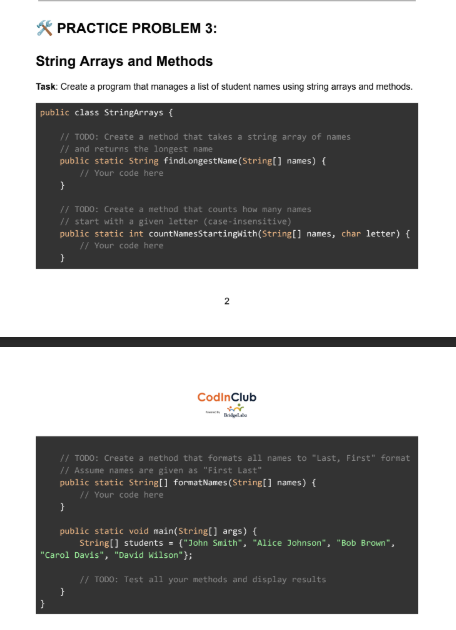 🛠️ PRACTICE PROBLEM 3:
String Arrays and Methods
Task: Create a program that manages a list of student names using string arrays and methods.
public class StringArrays {
// TODO: Create a method that takes a string array of names
// and returns the longest name
public static String findLongestName(String[] names) {
// Your code here
}
// TODO: Create a method that counts how many names
// start with a given letter (case-insensitive)
public static int countNamesStartingWith(String[] names, char letter) {
// Your code here
}
2
CodInClub
Powered By
BridgeLabz
// TODO: Create a method that formats all names to "Last, First" format
// Assume names are given as "First Last"
public static String[] formatNames(String[] names) {
// Your code here
}
public static void main(String[] args) {
String[] students = {"John Smith", "Alice Johnson", "Bob Brown",
"Carol Davis", "David Wilson"};
// TODO: Test all your methods and display results
}
}